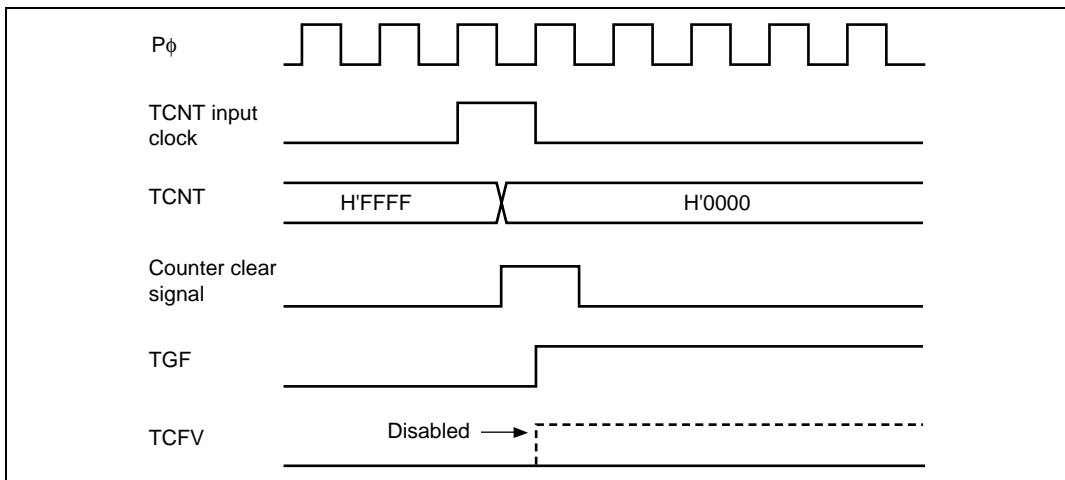 Pφ
TCNT input
clock
TCNT
H'FFFF
H'0000
Counter clear
signal
TGF
TCFV
Disabled